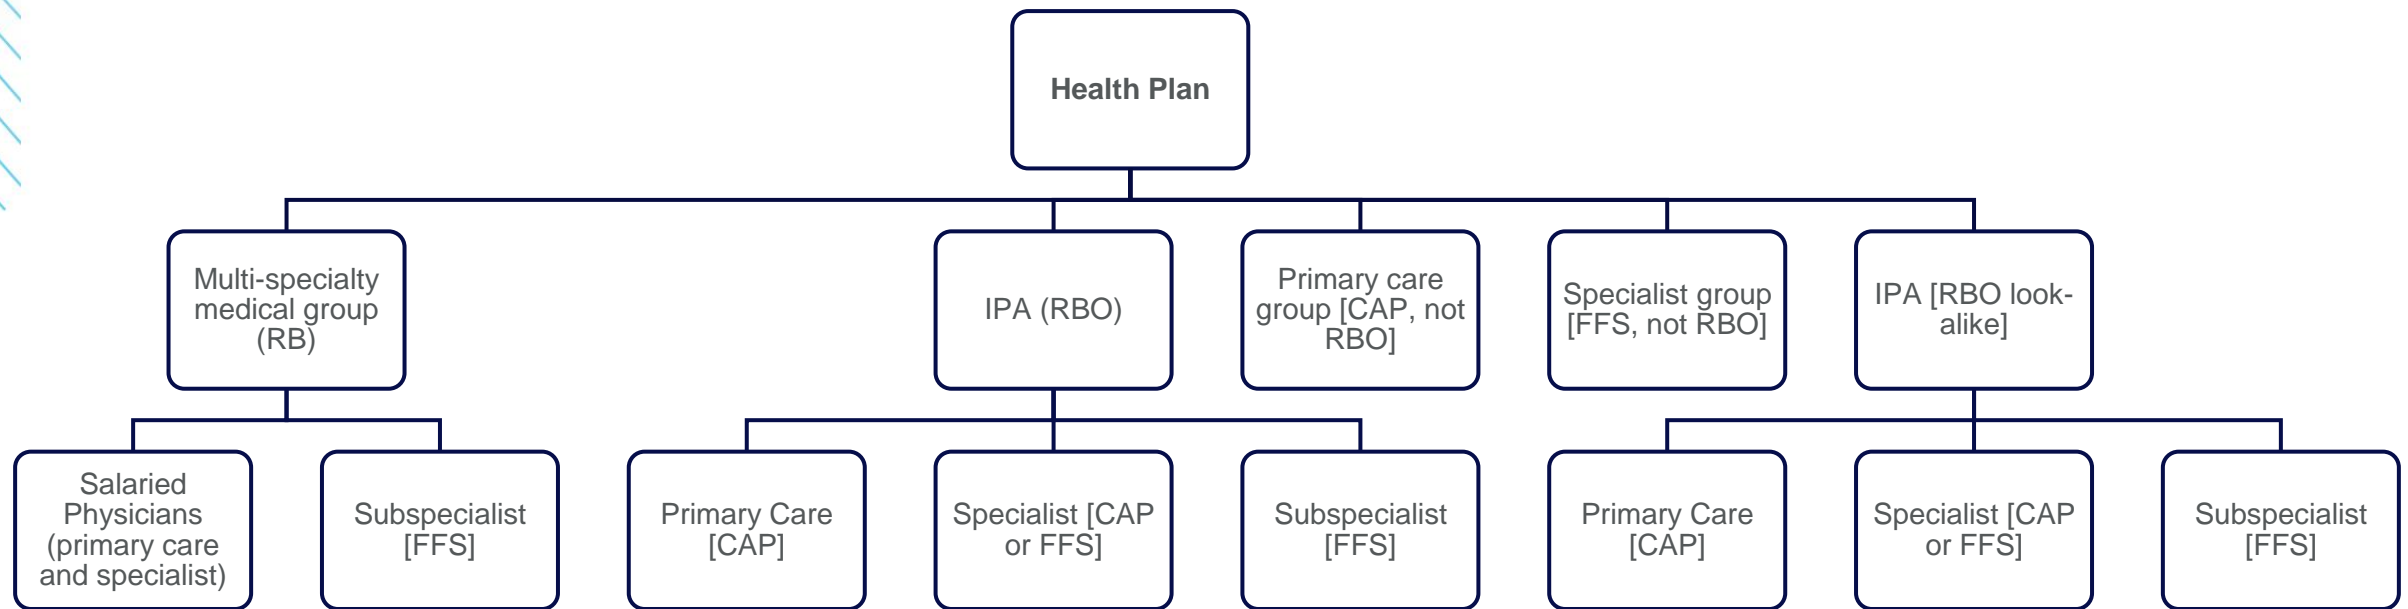 Health Plan
Multi-specialty
medical group
(RB)
IPA (RBO)
Primary care
group [CAP, not
RBO]
Specialist group
[FFS, not RBO]
IPA [RBO look-
alike]
Salaried
Physicians
(primary care
and specialist)
Subspecialist
[FFS]
Primary Care
[CAP]
Specialist [CAP
or FFS]
Subspecialist
[FFS]
Primary Care
[CAP]
Specialist [CAP
or FFS]
Subspecialist
[FFS]